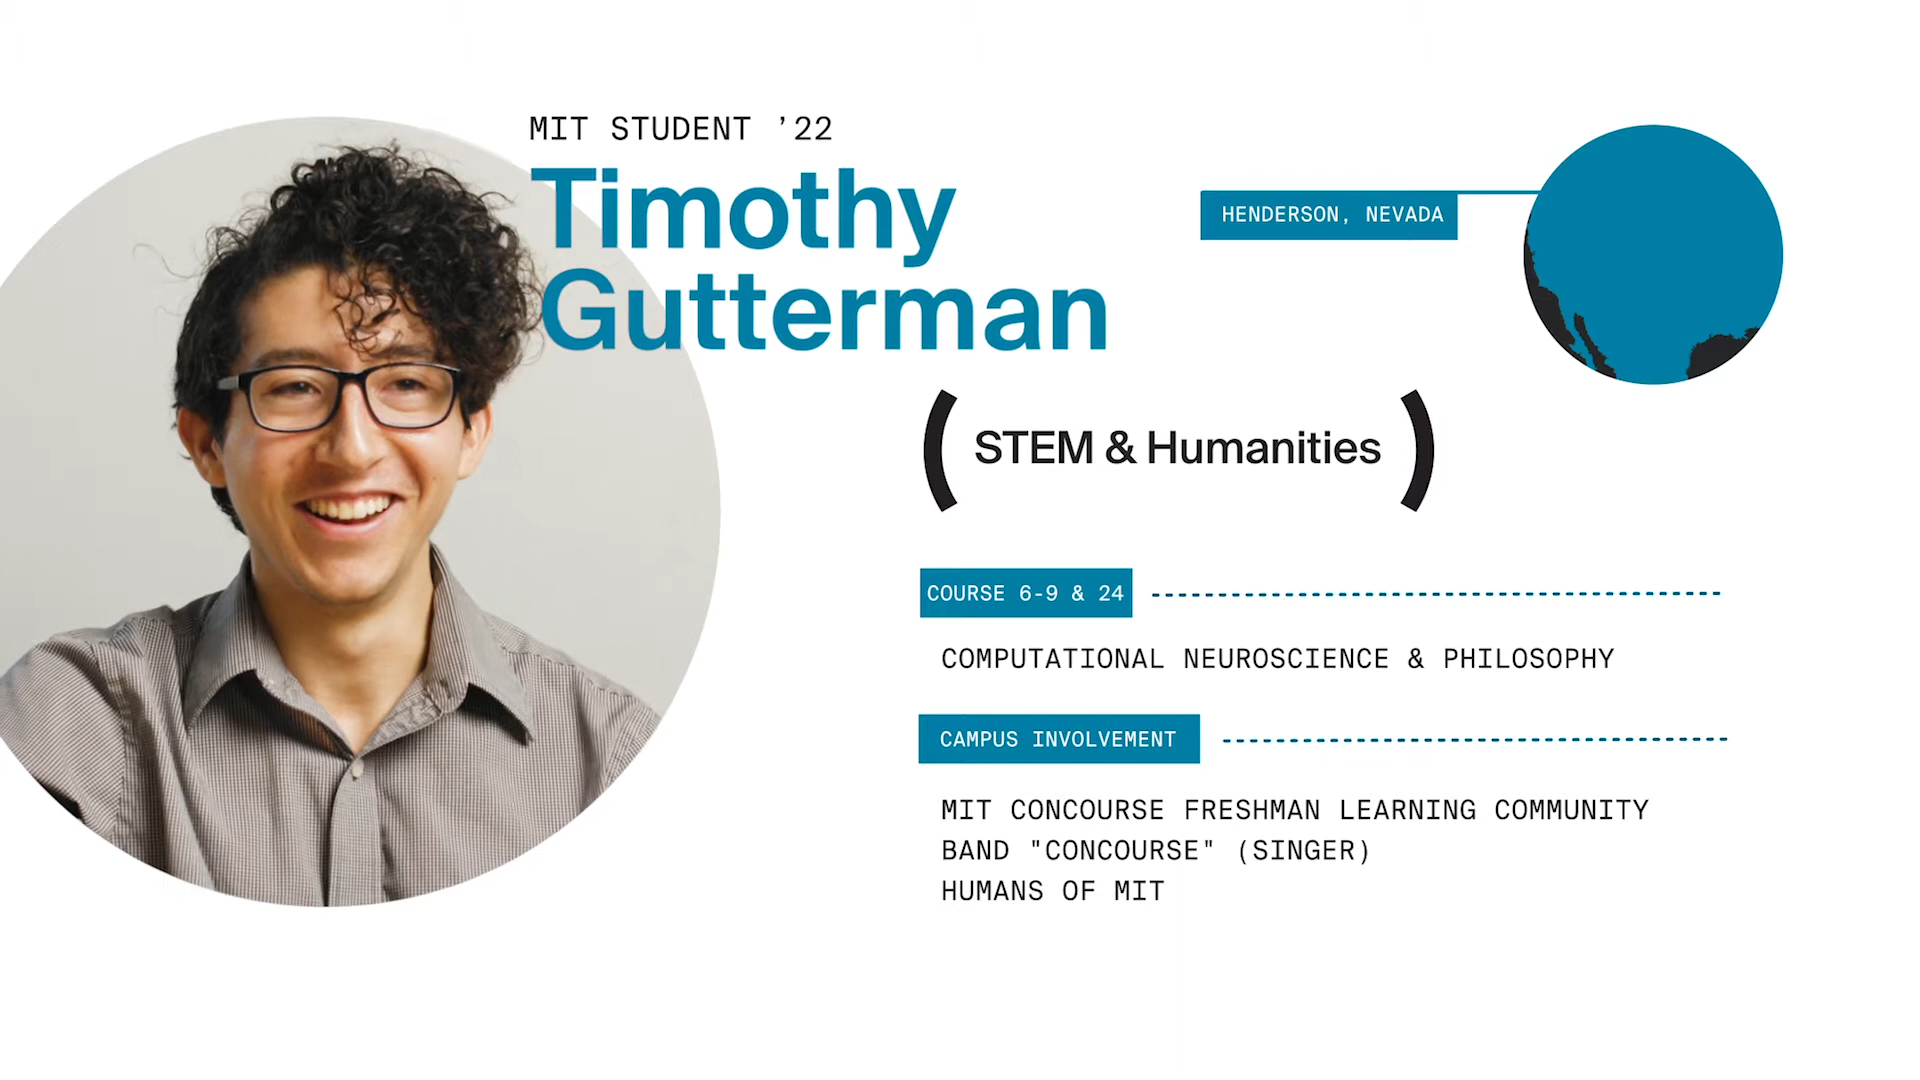 MIT STUDENT ’22
Timothy
Gutterman
HENDERSON, NEVADA
STEM & Humanities
COURSE 6-9 & 24
COMPUTATIONAL NEUROSCIENCE & PHILOSOPHY
CAMPUS INVOLVEMENT
MIT CONCOURSE FRESHMAN LEARNING COMMUNITY
BAND "CONCOURSE" (SINGER)
HUMANS OF MIT